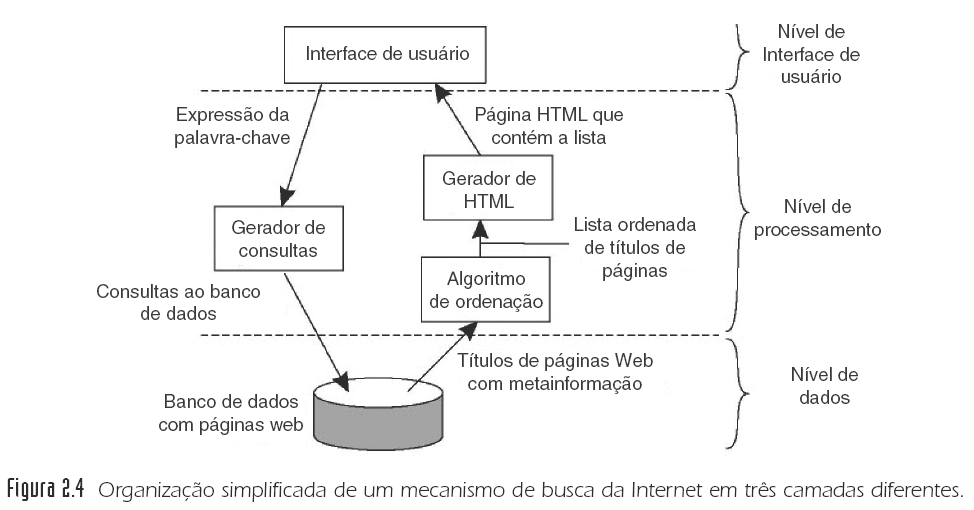 Interface de usuário
Nível de
Interface de
usuário
Expressão da
palavra-chave
Página HTML que
contém a lista
Gerador de
HTML
Gerador de
consultas
Lista ordenada
de títulos de
páginas
Nível de
processamento
Algoritmo
de ordenação
Consultas ao banco
de dados
Títulos de páginas Web
com metainformação
Nível de
dados
Banco de dados
com páginas web
Figura 2.4 Organização simplificada de um mecanismo de busca da Internet em três camadas diferentes.